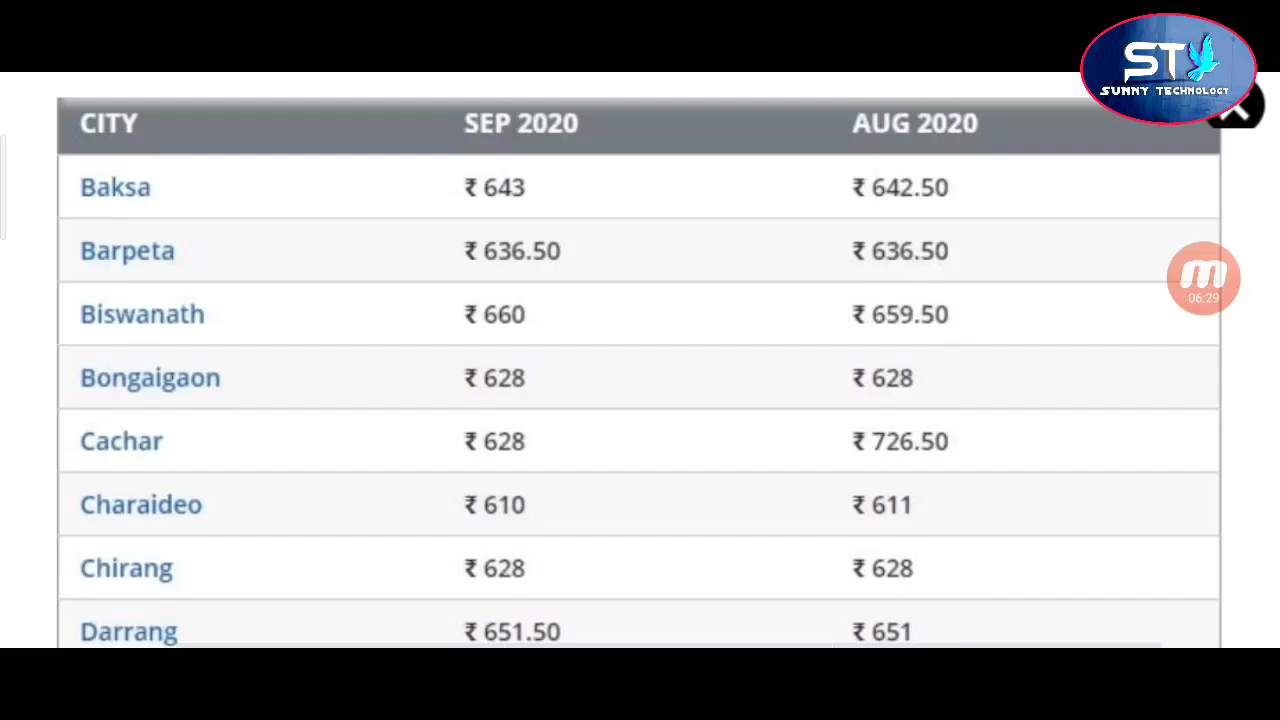 ST
SUNNY TECHNOLOGY
CITY SEP 2020 AUG 2020
Baksa ₹ 643 ₹ 642.50
Barpeta ₹ 636.50 ₹ 636.50
Biswanath ₹ 660 ₹ 659.50
Bongaigaon ₹ 628 ₹ 628
Cachar ₹ 628 ₹ 726.50
Charaideo ₹ 610 ₹ 611
Chirang ₹ 628 ₹ 628
Darrang ₹ 651.50 ₹ 651
06:29